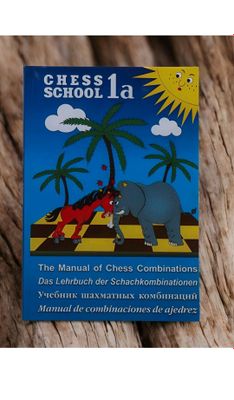 CHESS
SCHOOL 1a
The Manual of Chess Combinations
Das Lehrbuch der Schachkombinationen
Учебник шахматных комбинаций
Manual de combinaciones de ajedrez